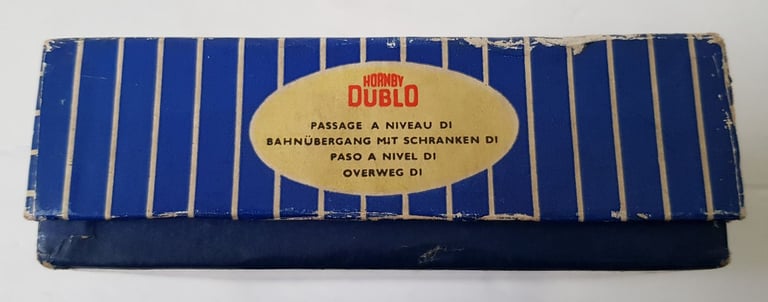 HORNBY
DUBLO
PASSAGE A NIVEAU DI
BAHNÜBERGANG MIT SCHRANKEN DI
PASO A NIVEL DI
OVERWEG DI